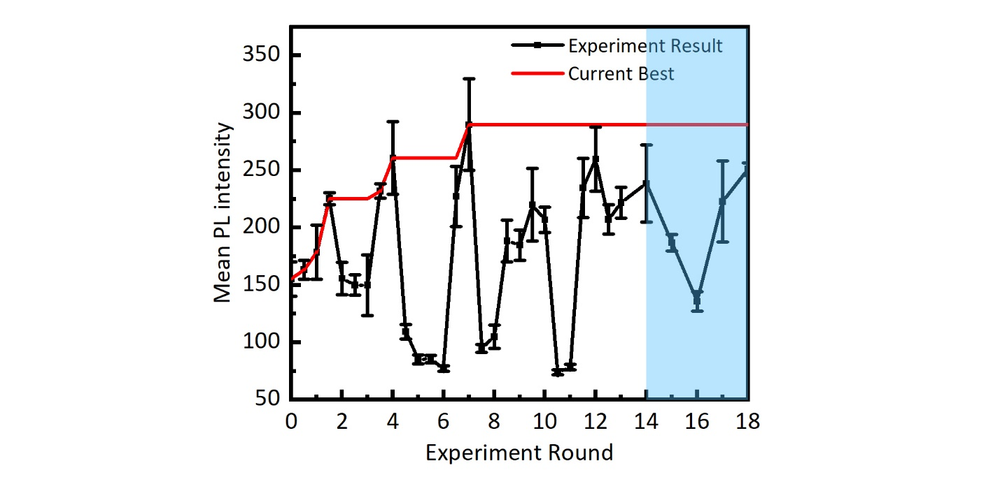 Experiment Result
Current Best
350
300
250
200
150
100
50
Mean PL intensity
0 2 4 6 8 10 12 14 16 18
Experiment Round